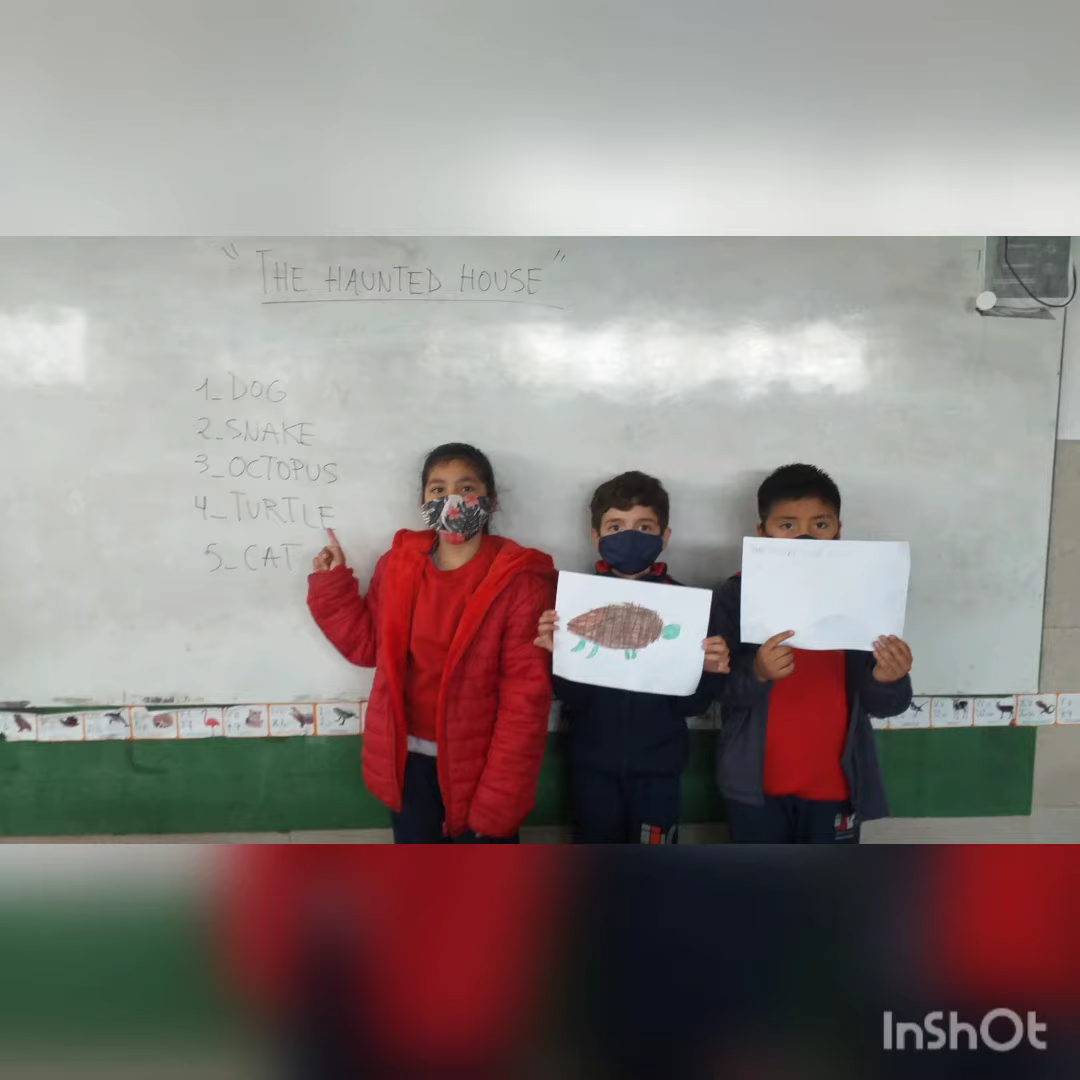 "THE HAUNTED HOUSE"
1_DOG
2_SNAKE
3_OCTOPUS
4_TURTLE
5_CAT
InShOt